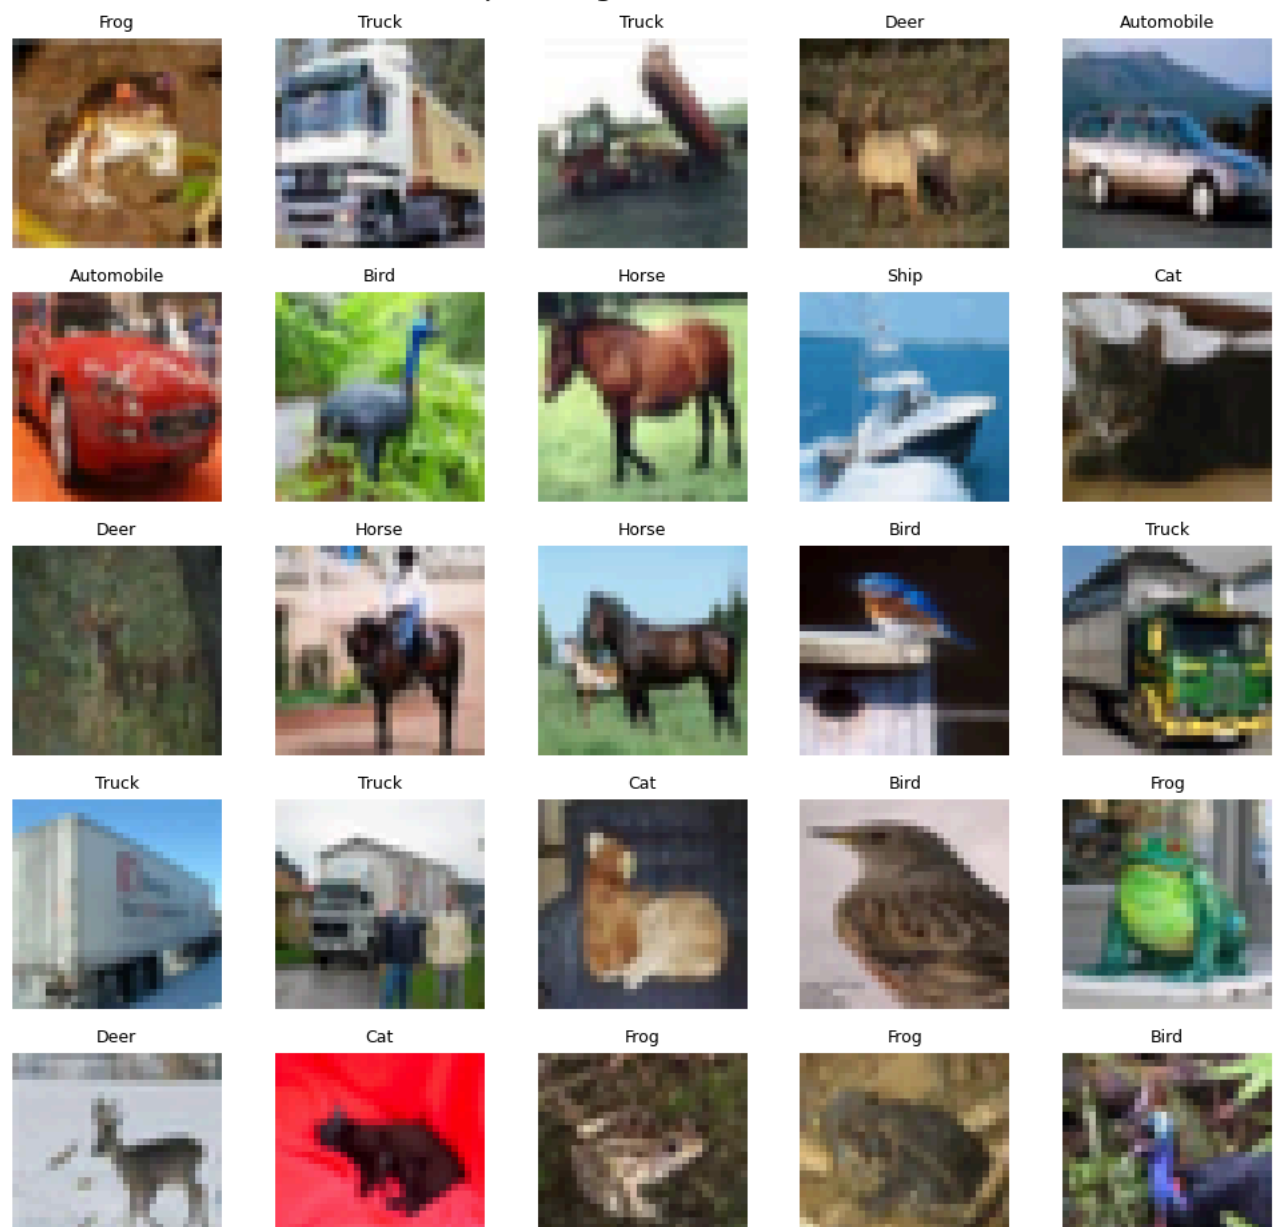 Frog Truck Truck Deer Automobile
Automobile Bird Horse Ship Cat
Deer Horse Horse Bird Truck
Truck Truck Cat Bird Frog
Deer Cat Frog Frog Bird